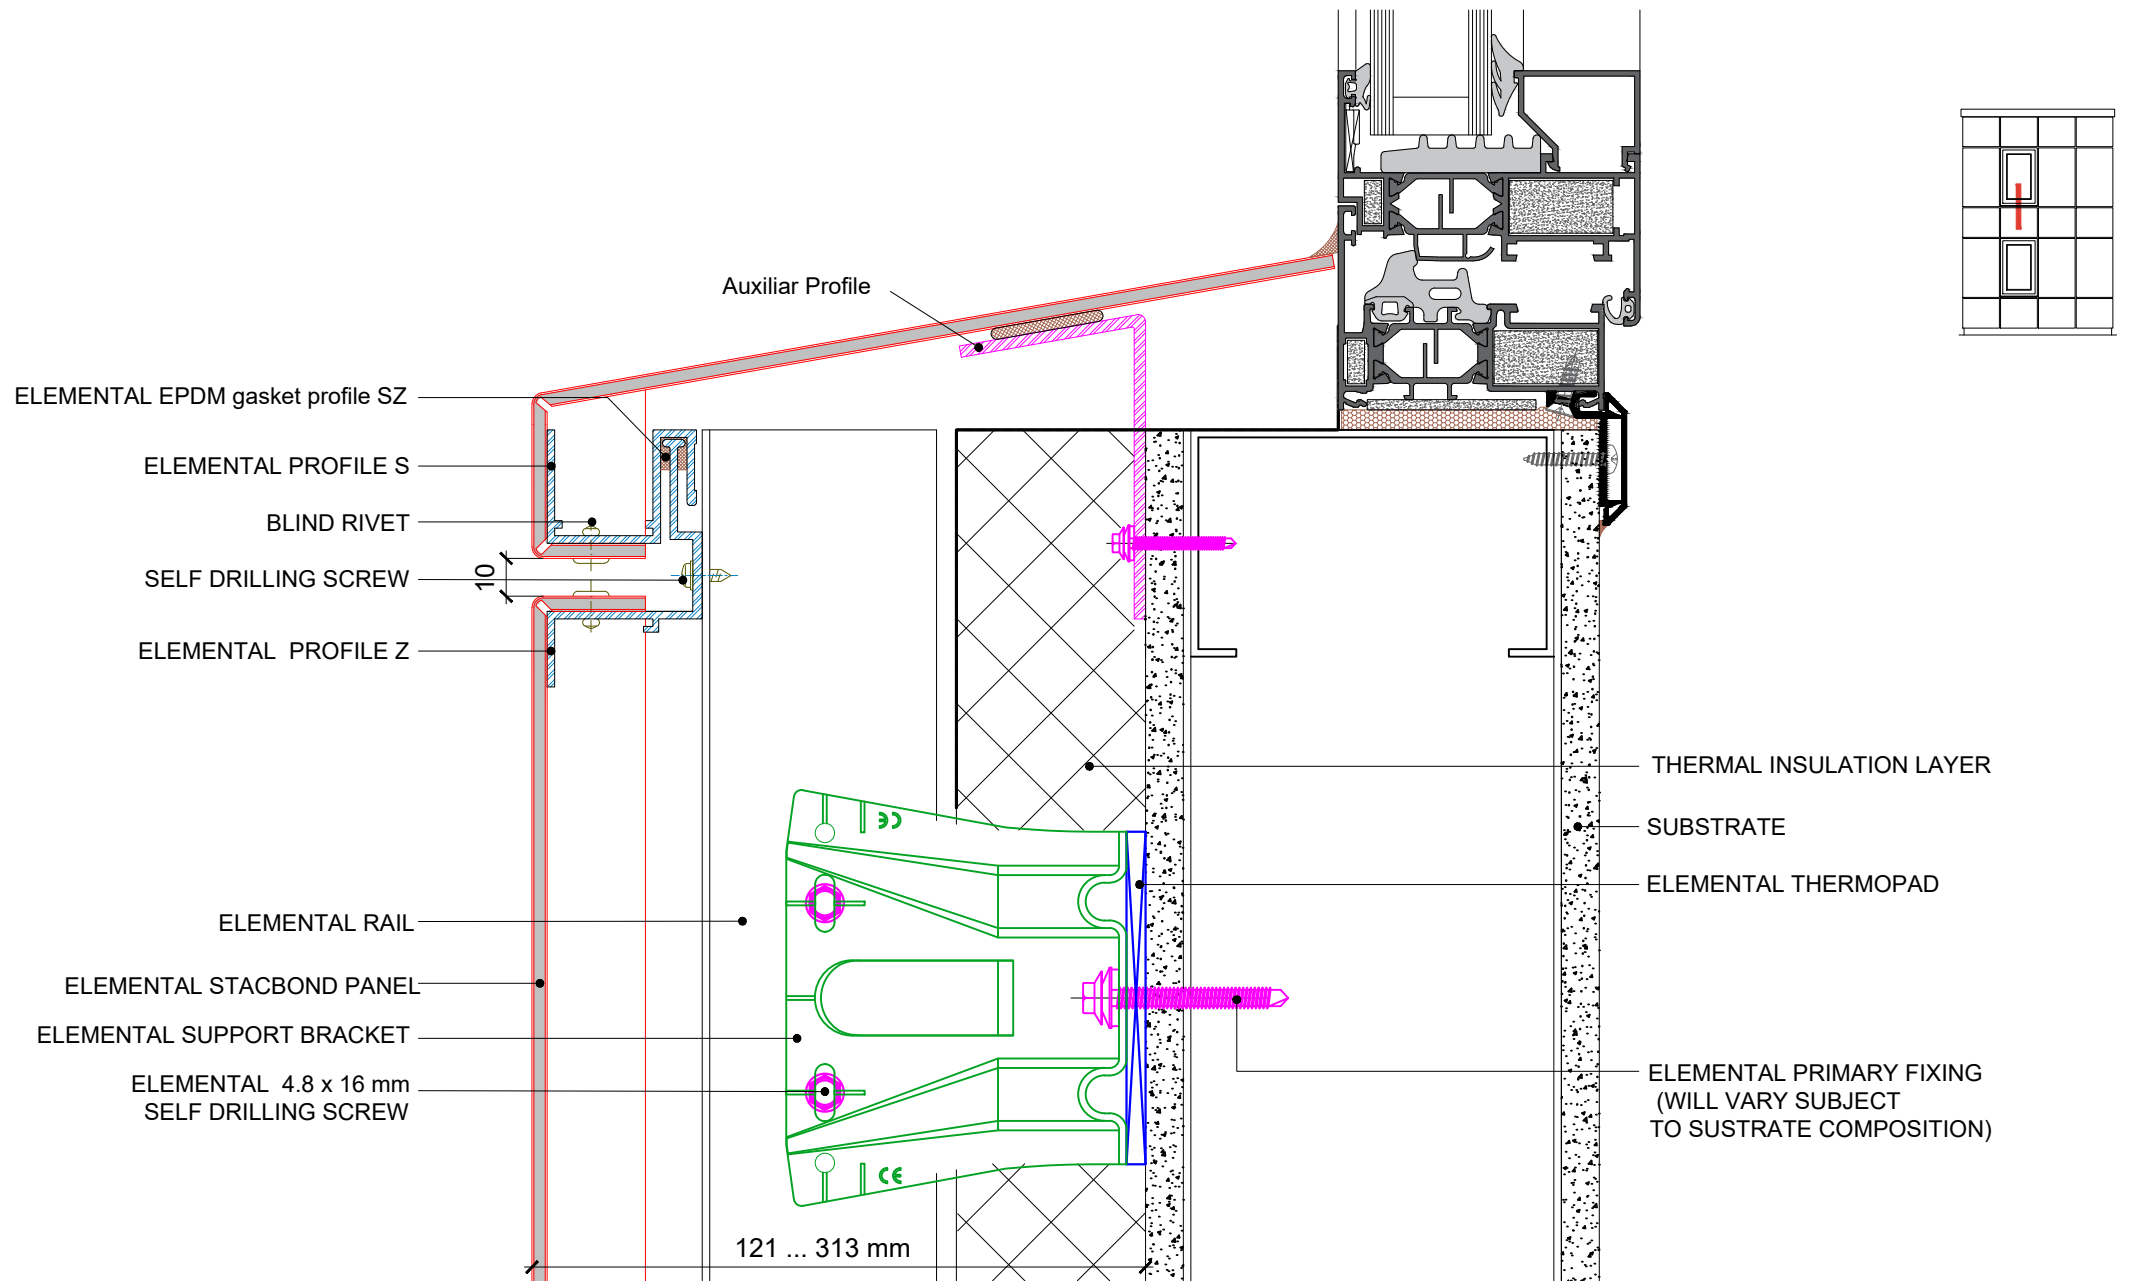 Auxiliar Profile
ELEMENTAL EPDM gasket profile SZ
ELEMENTAL PROFILE S
BLIND RIVET
SELF DRILLING SCREW
10
ELEMENTAL  PROFILE Z
THERMAL INSULATION LAYER
SUBSTRATE
CE
ELEMENTAL THERMOPAD
ELEMENTAL RAIL
ELEMENTAL STACBOND PANEL
ELEMENTAL SUPPORT BRACKET
ELEMENTAL  4.8 x 16 mm
SELF DRILLING SCREW
ELEMENTAL PRIMARY FIXING
(WILL VARY SUBJECT
TO SUSTRATE COMPOSITION)
CE
121 ... 313 mm